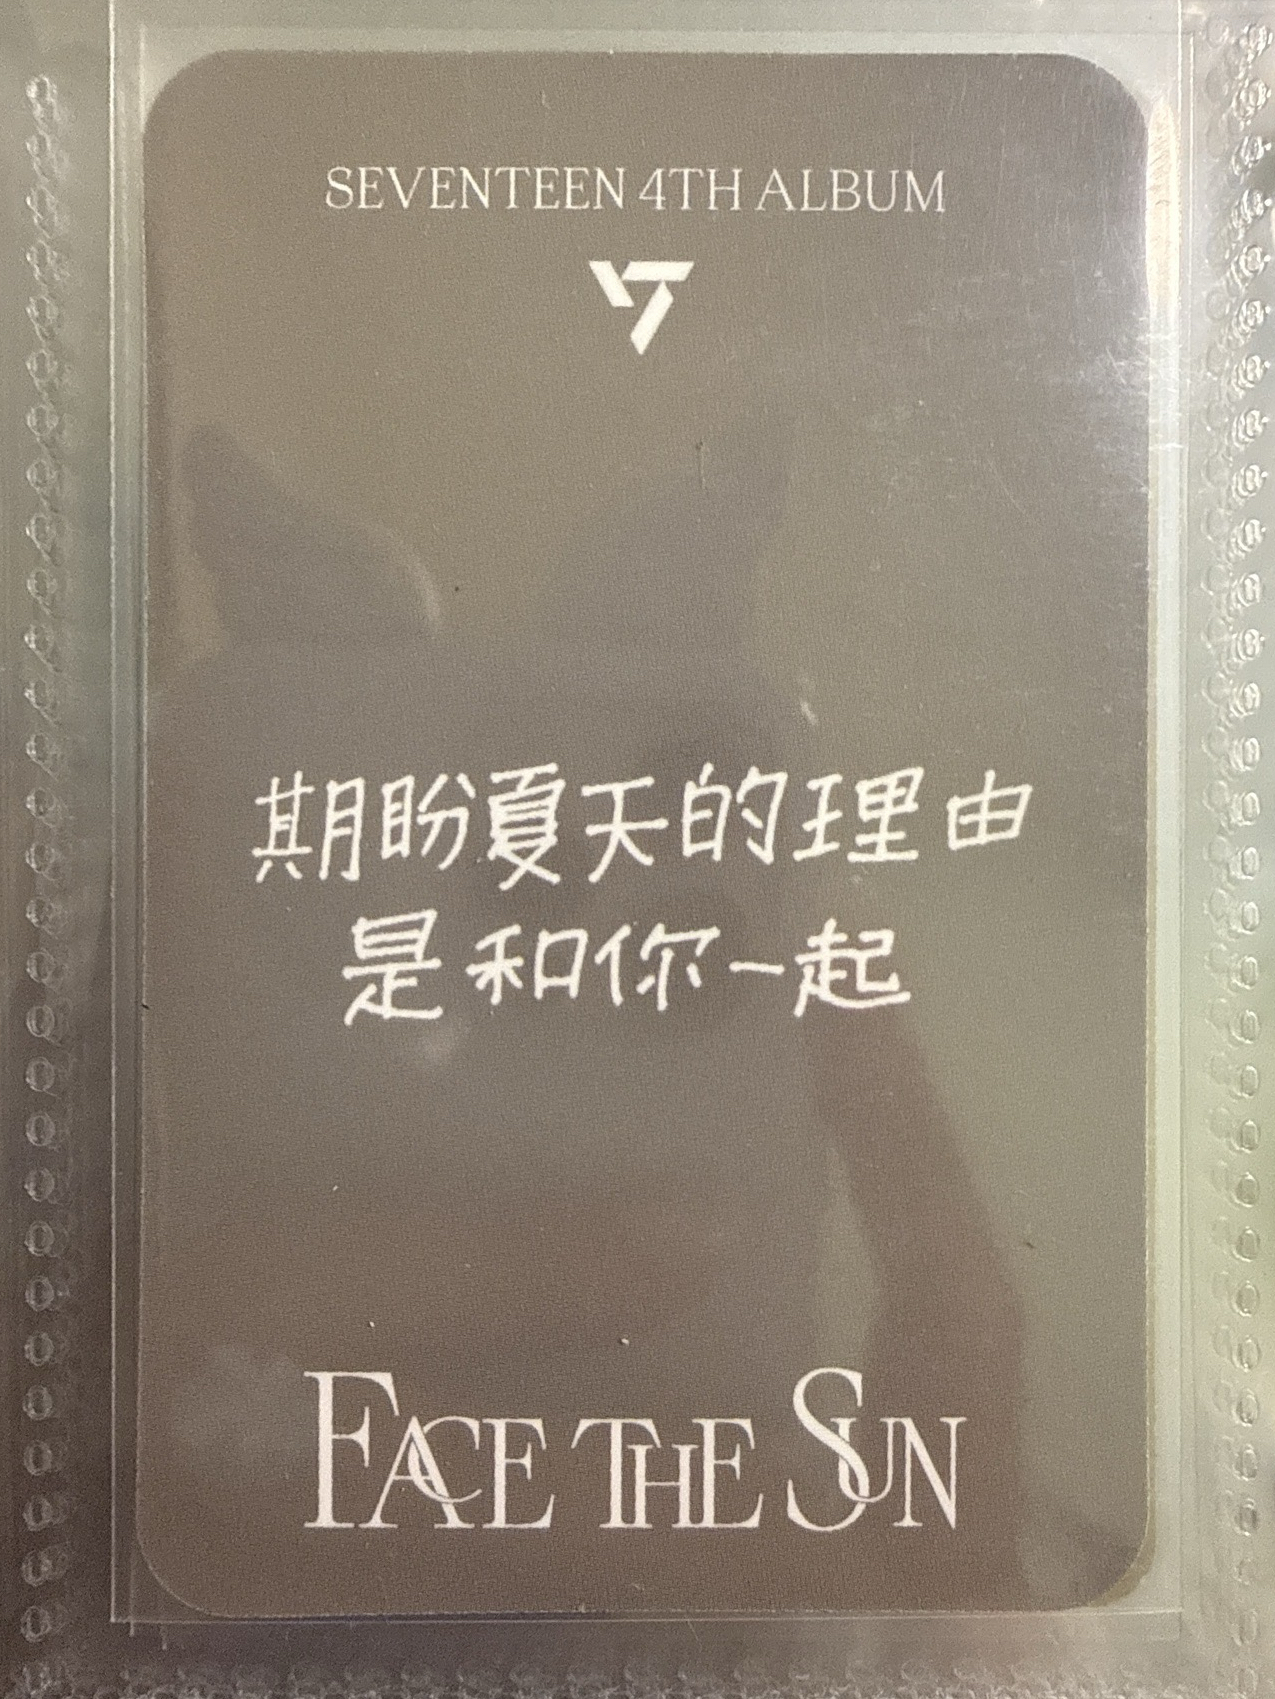 SEVENTEEN 4TH ALBUM
期盼夏天的理由
是和你一起
FACE THE SUN